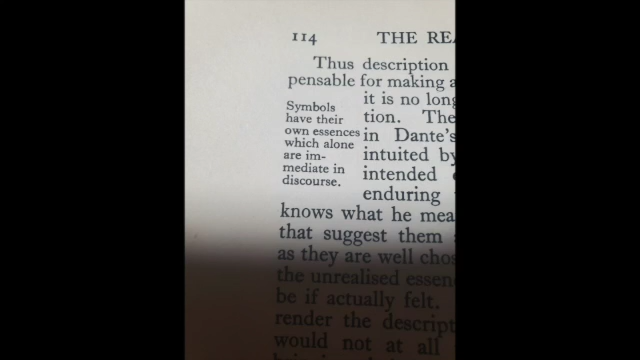 114 THE REA
Thus description
pensable for making a
it is no long
Symbols
have their
own essences
which alone
are im-
mediate in
discourse.
tion. The
in Dante's
intuited by
intended
enduring
knows what he mea
that suggest them
as they are well chos
the unrealised essen
be if actually felt.
render the descript
would not at all